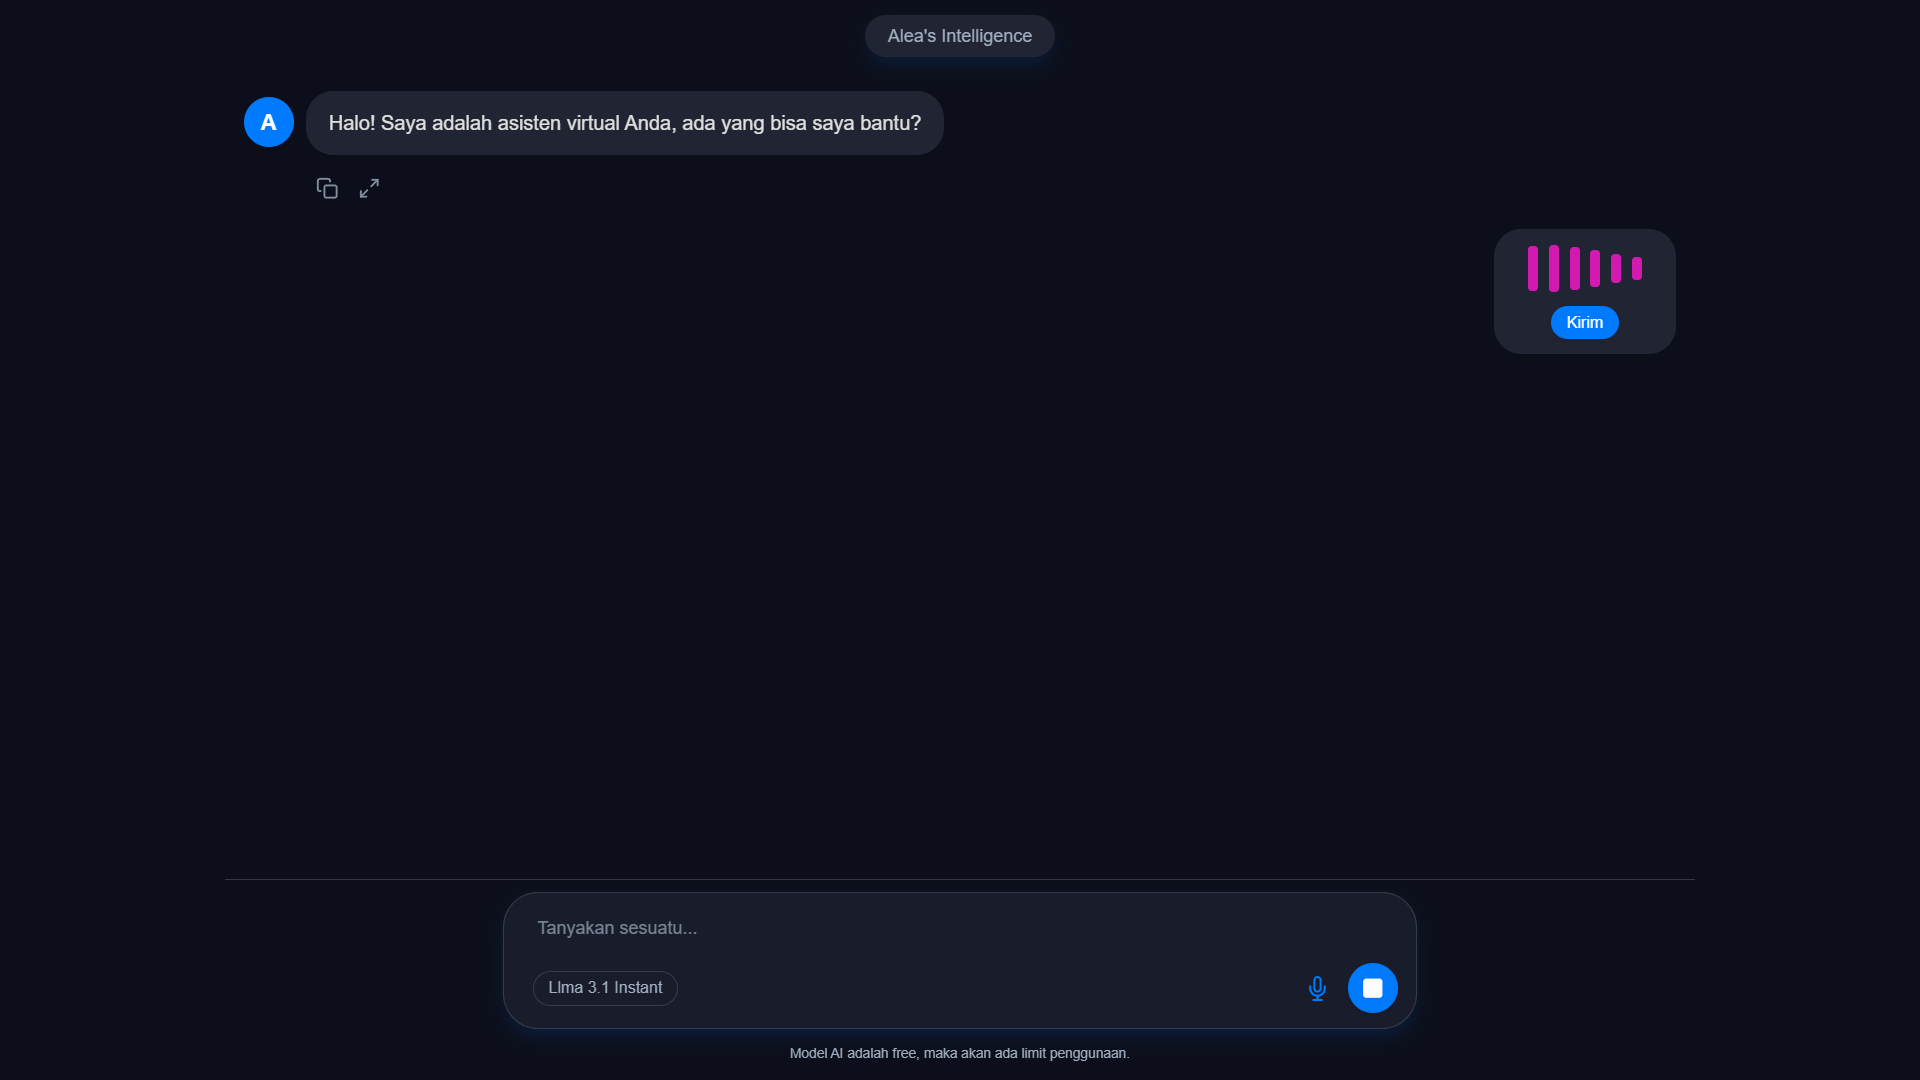 Alea's Intelligence
A
Halo! Saya adalah asisten virtual Anda, ada yang bisa saya bantu?
Kirim
Tanyakan sesuatu...
Llma 3.1 Instant
Model AI adalah free, maka akan ada limit penggunaan.